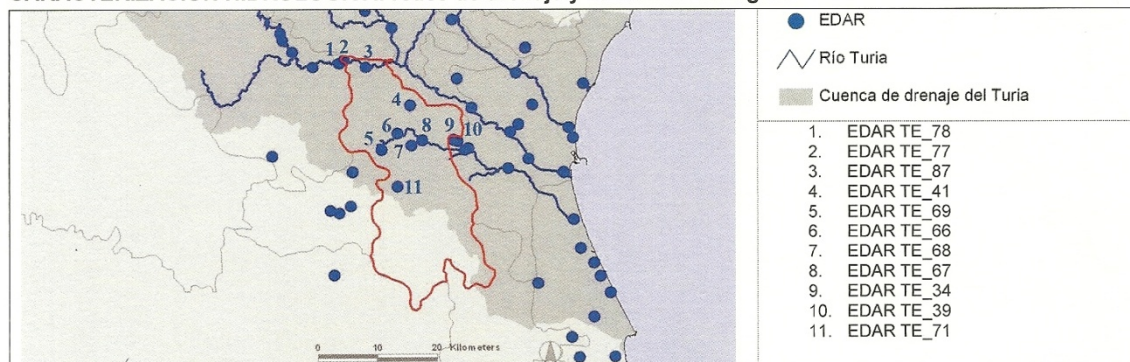 EDAR
Río Turia
Cuenca de drenaje del Turia
1. EDAR TE_78
2. EDAR TE_77
3. EDAR TE_87
4. EDAR TE_41
5. EDAR TE_69
6. EDAR TE_66
7. EDAR TE_68
8. EDAR TE_67
9. EDAR TE_34
10. EDAR TE_39
11. EDAR TE_71
1 2 3
4
5 6 7 8 9 10
11
0 10 20 Kilometers